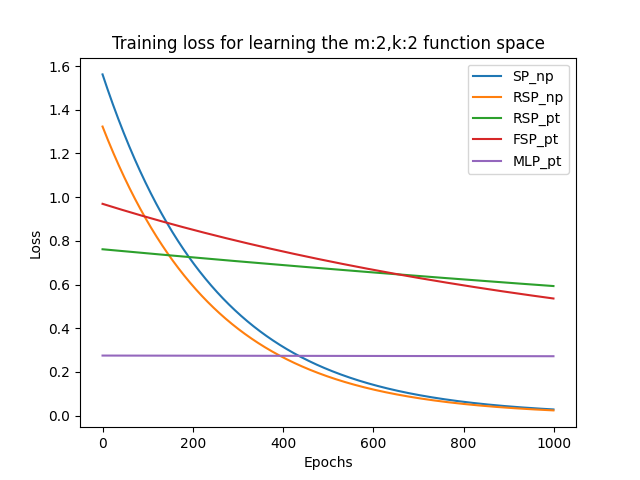 Training loss for learning the m:2,k:2 function space
SP_np
RSP_np
RSP_pt
FSP_pt
MLP_pt
1.6
1.4
1.2
1.0
0.8
0.6
0.4
0.2
0.0
Loss
0
200
400
600
800
1000
Epochs